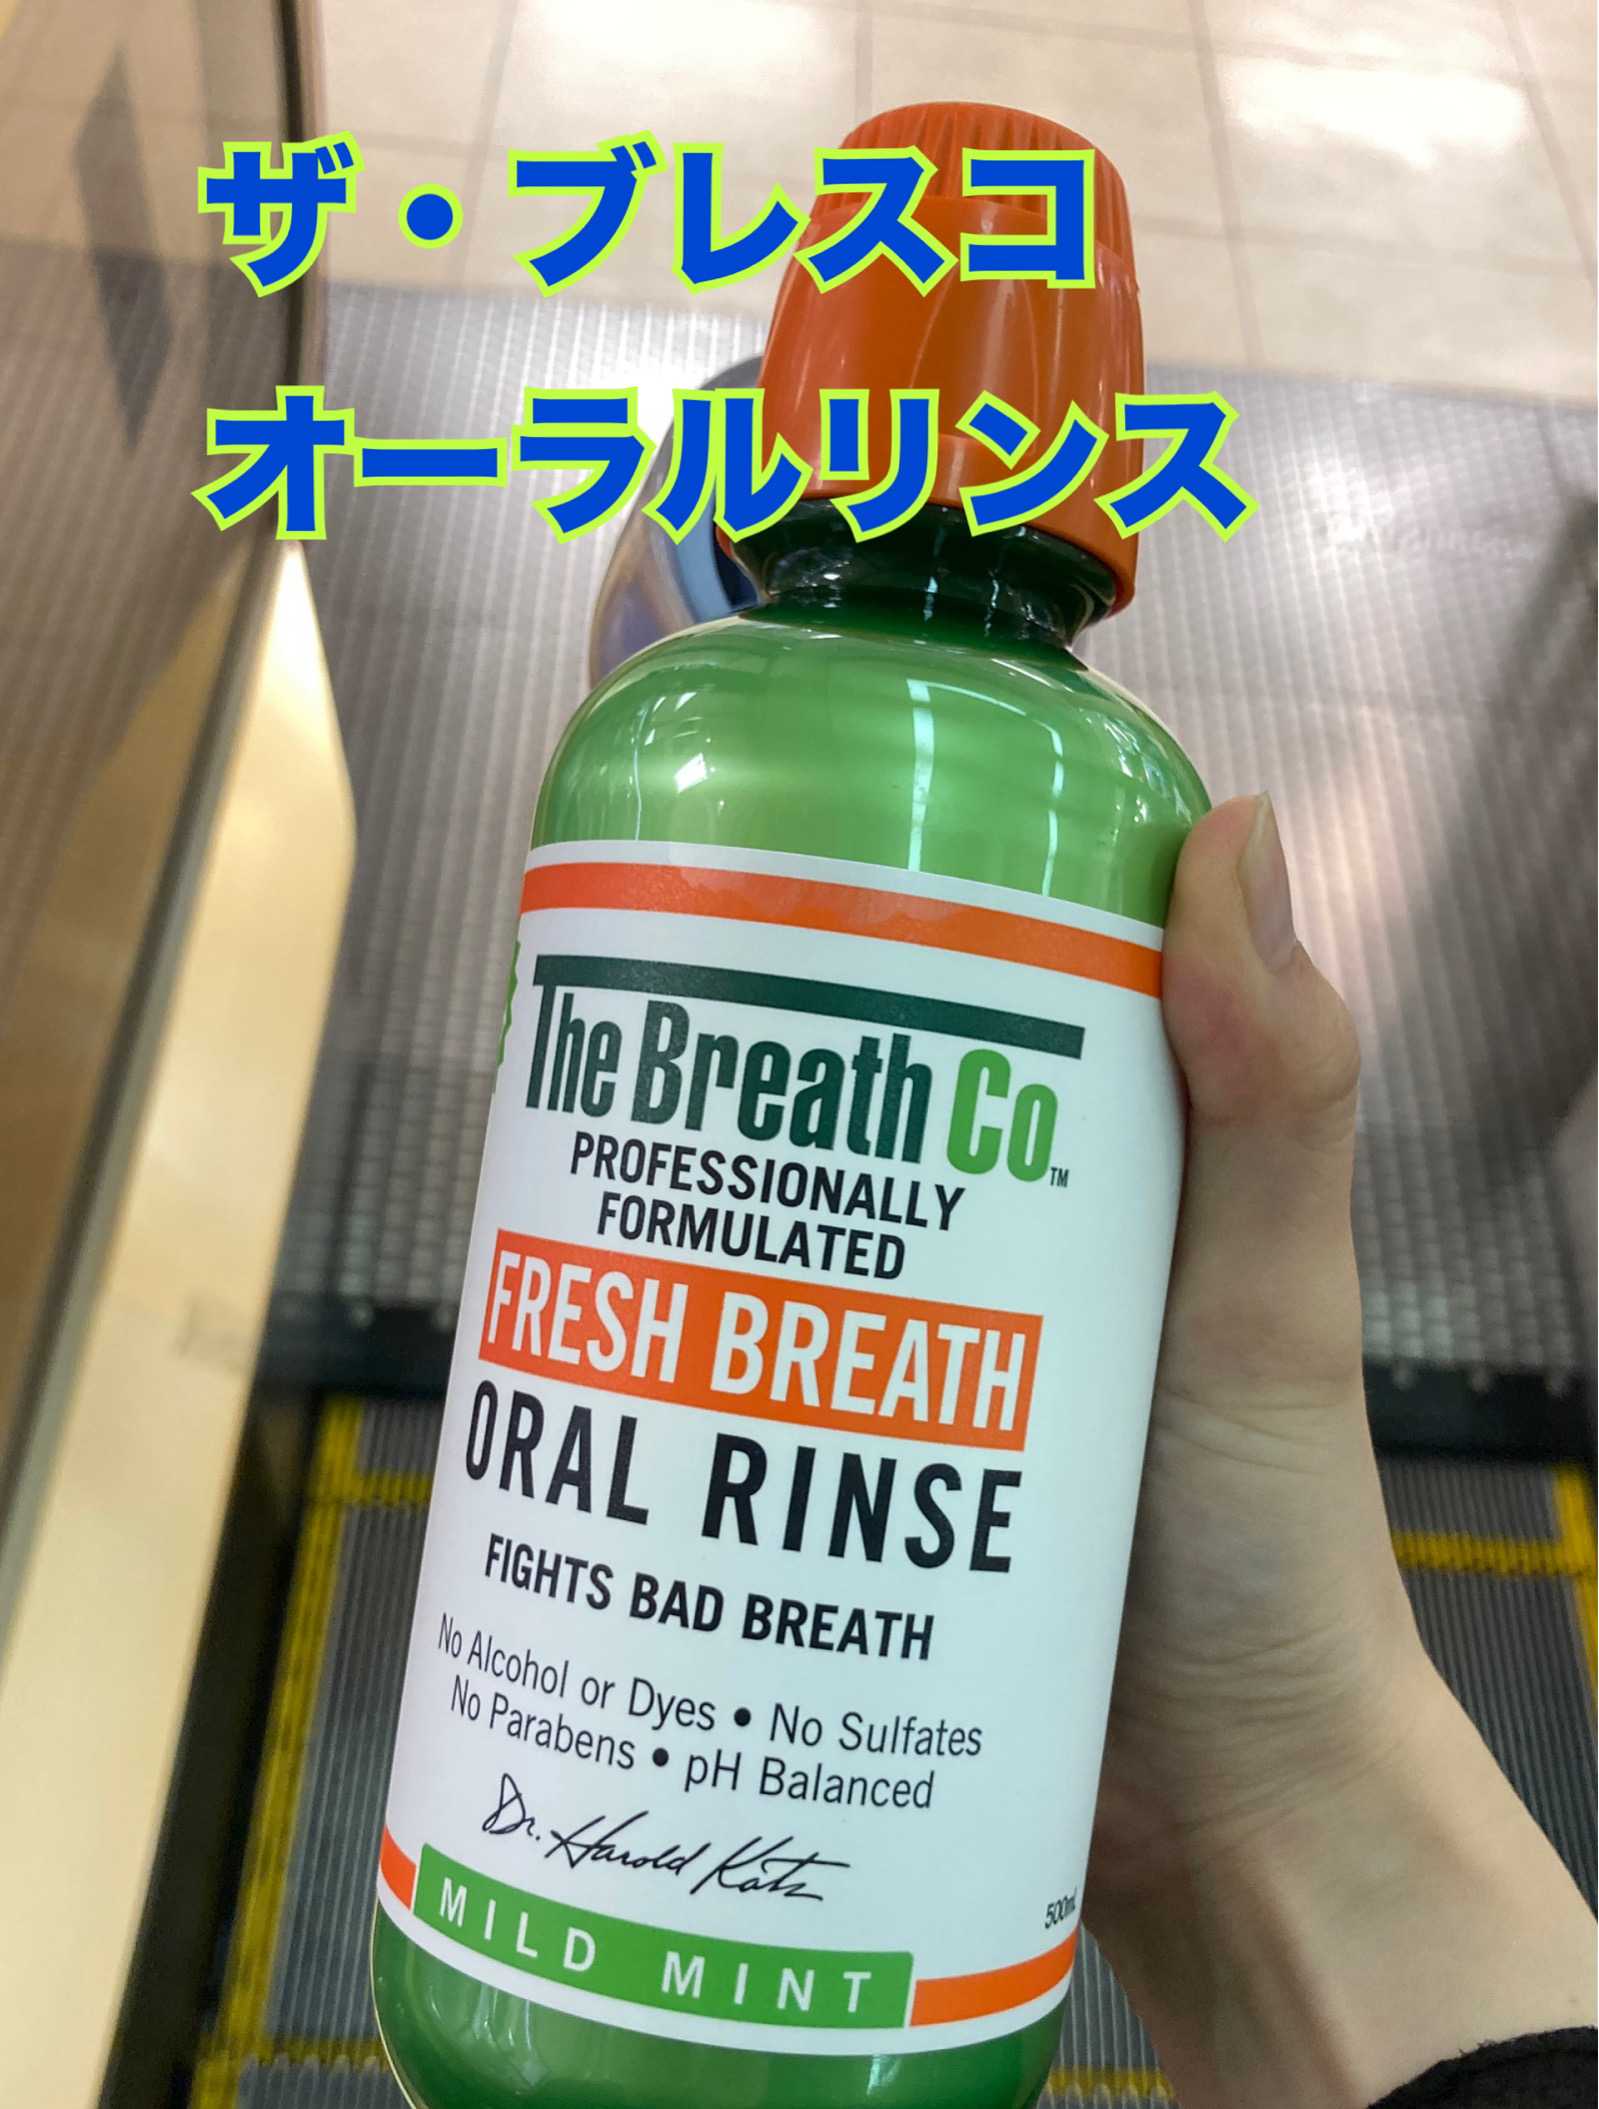 ザ・ブレスコ
オーラルリンス
The Breath Co™
PROFESSIONALLY
FORMULATED
FRESH BREATH
ORAL RINSE
FIGHTS BAD BREATH
No Alcohol or Dyes • No Sulfates
No Parabens • pH Balanced
Dr. Harold Katz
500mL
MILD MINT